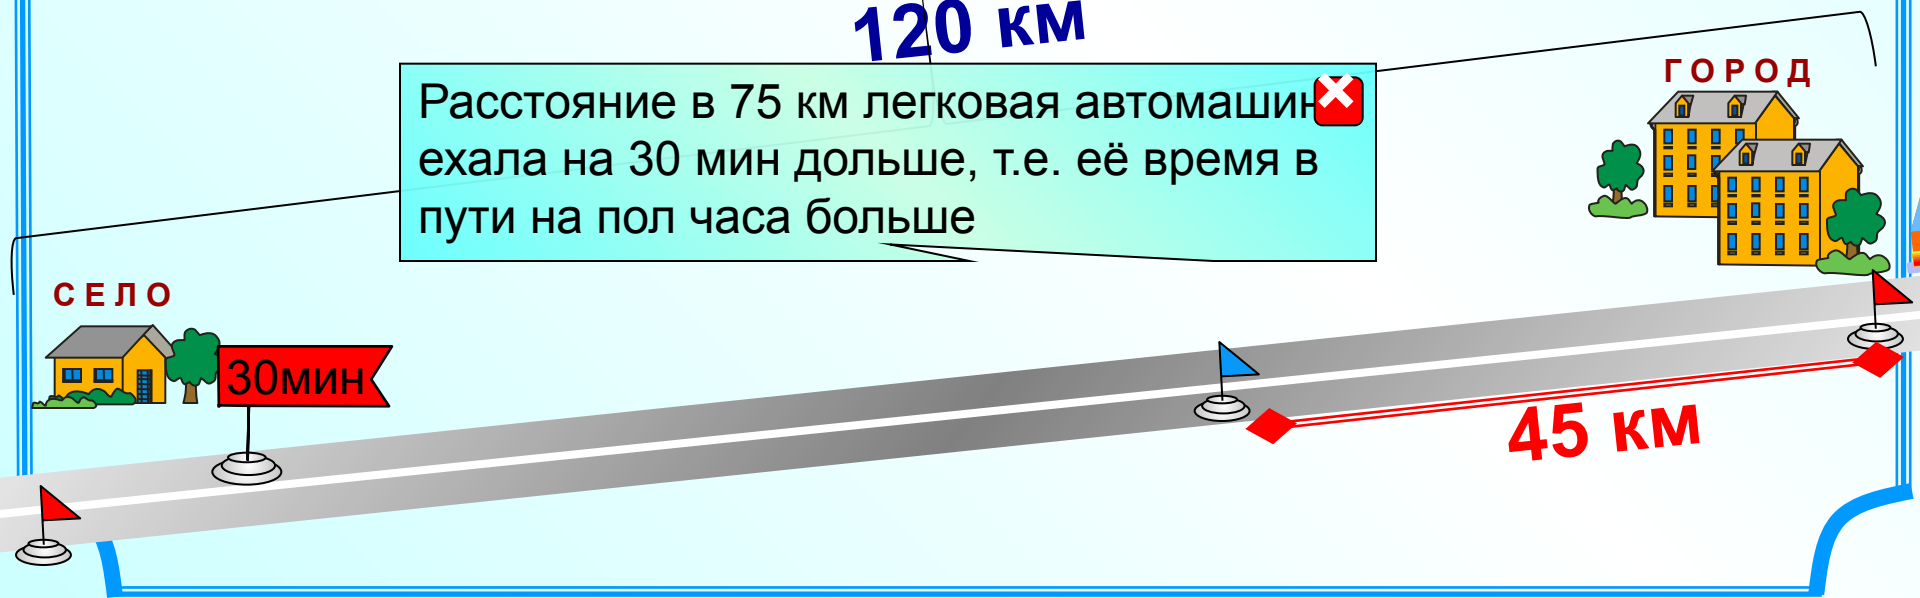 120 км
ГОРОД
Расстояние в 75 км легковая автомашин
ехала на 30 мин дольше, т.е. её время в
пути на пол часа больше
СЕЛО
30мин
45 км